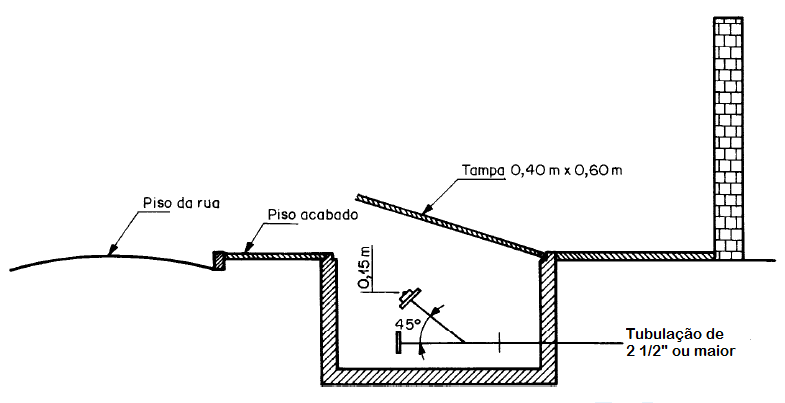 Tampa 0,40 m x 0,60 m
Piso da rua
Piso acabado
0,15 m
45°
Tubulação de
2 1/2" ou maior